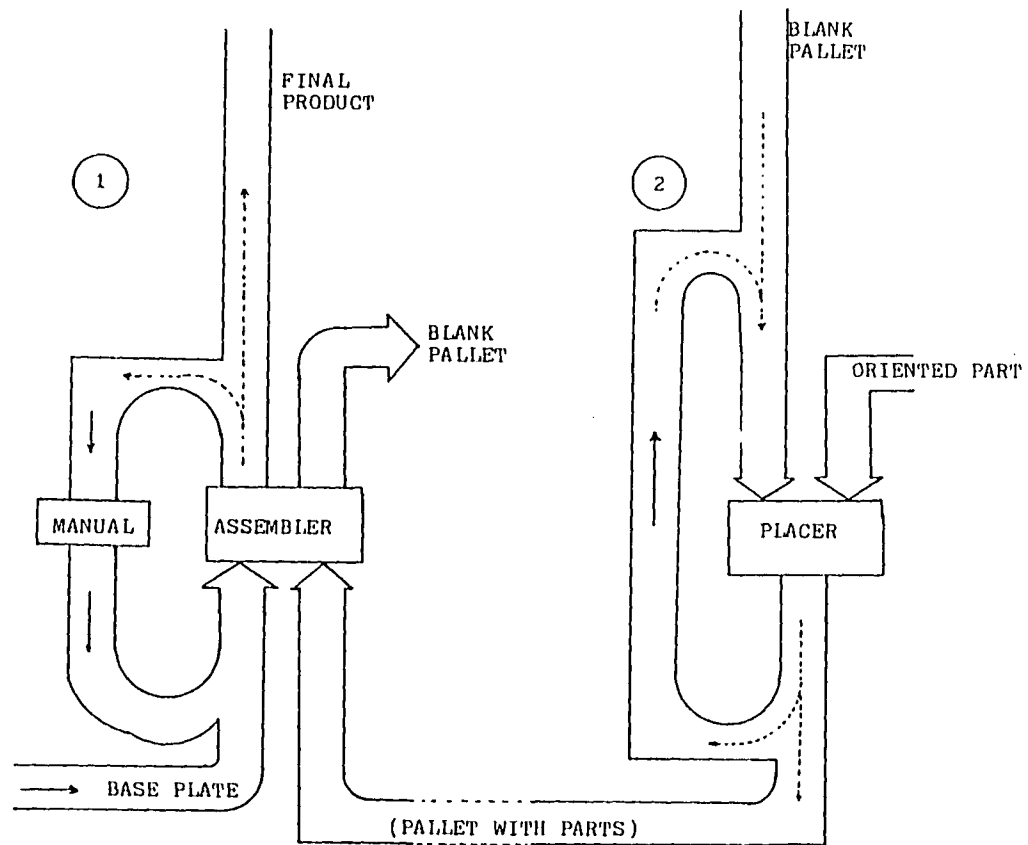 BLANK
PALLET
FINAL
PRODUCT
1
2
BLANK
PALLET
ORIENTED PART
MANUAL
ASSEMBLER
PLACER
BASE PLATE
(PALLET WITH PARTS)